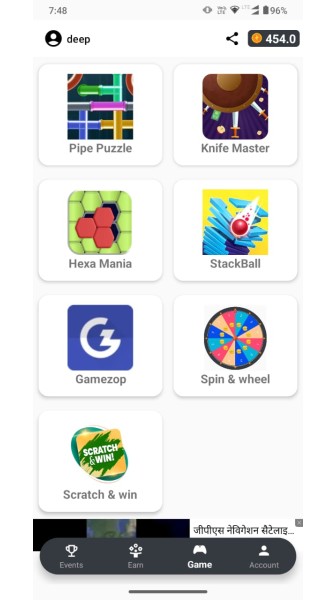 7:48
96%
deep
454.0
Pipe Puzzle
Knife Master
Hexa Mania
StackBall
Gamezop
Spin & wheel
SCRATCH
& WIN!
Scratch & win
जीपीएस नेविगेशन सैटेलाइ...
Events
Earn
Game
Account